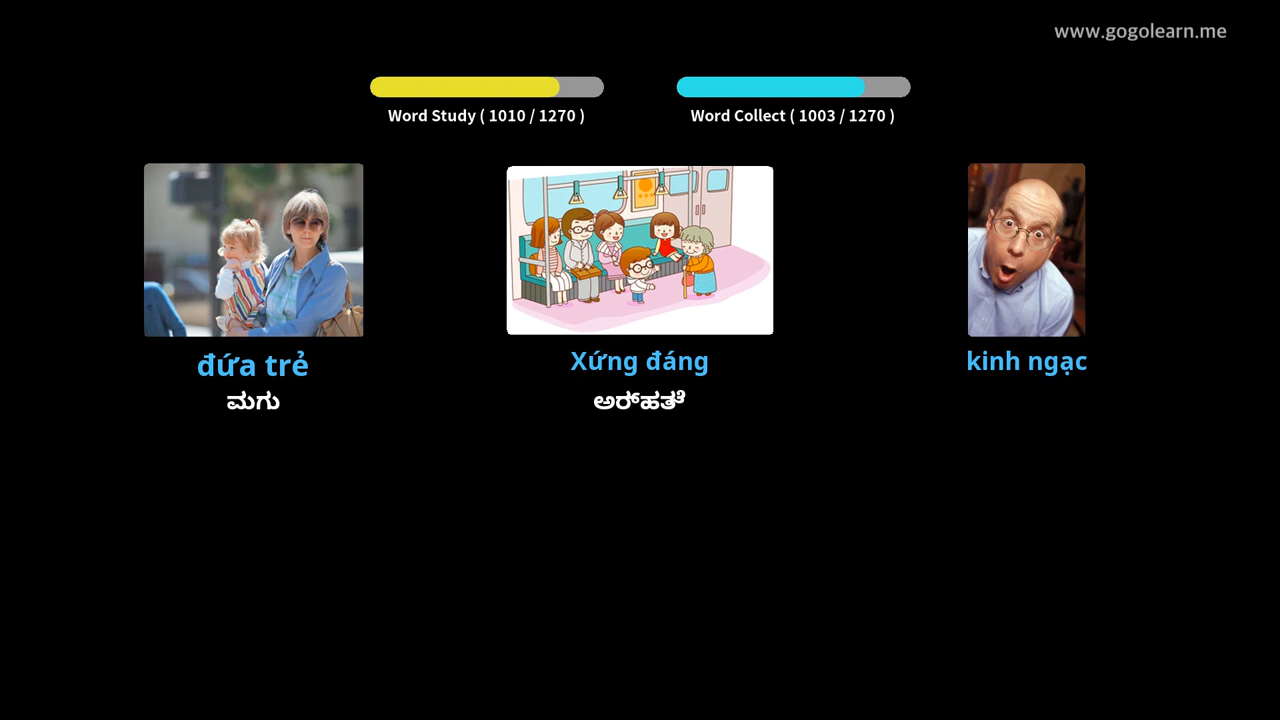 www.gogolearn.me
Word Study ( 1010 / 1270 )
Word Collect ( 1003 / 1270 )
đứa trẻ
ಮಗು
Xứng đáng
ಅರ್ಹತೆ
kinh ngạc